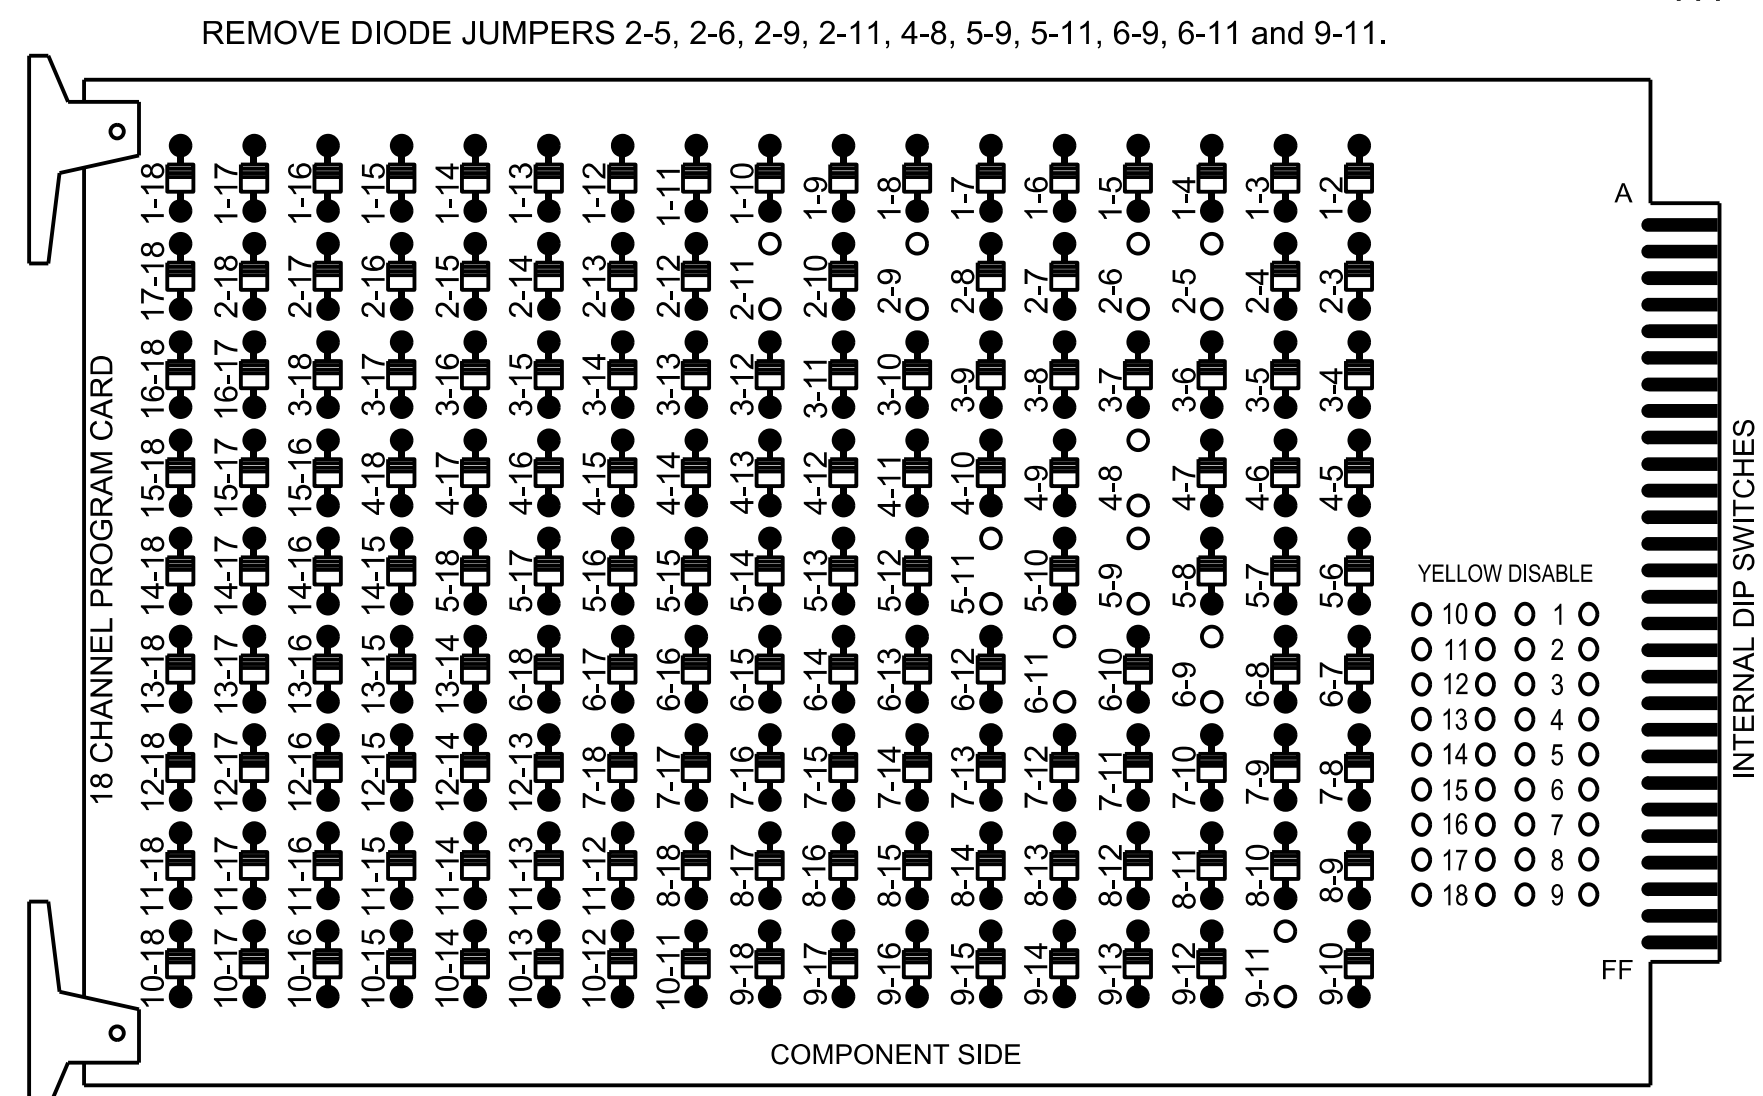 REMOVE DIODE JUMPERS 2-5, 2-6, 2-9, 2-11, 4-8, 5-9, 5-11, 6-9, 6-11 and 9-11.
1-18 1-17 1-16 1-15 1-14 1-13 1-12 1-11 1-10 1-9 1-8 1-7 1-6 1-5 1-4 1-3 1-2
17-18 2-18 2-17 2-16 2-15 2-14 2-13 2-12 2-11 2-10 2-9 2-8 2-7 2-6 2-5 2-4 2-3
16-18 16-17 3-18 3-17 3-16 3-15 3-14 3-13 3-12 3-11 3-10 3-9 3-8 3-7 3-6 3-5 3-4
15-18 15-17 15-16 4-18 4-17 4-16 4-15 4-14 4-13 4-12 4-11 4-10 4-9 4-8 4-7 4-6 4-5
14-18 14-17 14-16 14-15 5-18 5-17 5-16 5-15 5-14 5-13 5-12 5-11 5-10 5-9 5-8 5-7 5-6
13-18 13-17 13-16 13-15 13-14 6-18 6-17 6-16 6-15 6-14 6-13 6-12 6-11 6-10 6-9 6-8 6-7
12-18 12-17 12-16 12-15 12-14 12-13 7-18 7-17 7-16 7-15 7-14 7-13 7-12 7-11 7-10 7-9 7-8
11-18 11-17 11-16 11-15 11-14 11-13 11-12 8-18 8-17 8-16 8-15 8-14 8-13 8-12 8-11 8-10 8-9
10-18 10-17 10-16 10-15 10-14 10-13 10-12 10-11 9-18 9-17 9-16 9-15 9-14 9-13 9-12 9-11 9-10
18 CHANNEL PROGRAM CARD
COMPONENT SIDE
YELLOW DISABLE
10 1
11 2
12 3
13 4
14 5
15 6
16 7
17 8
18 9
A
FF
INTERNAL DIP SWITCHES